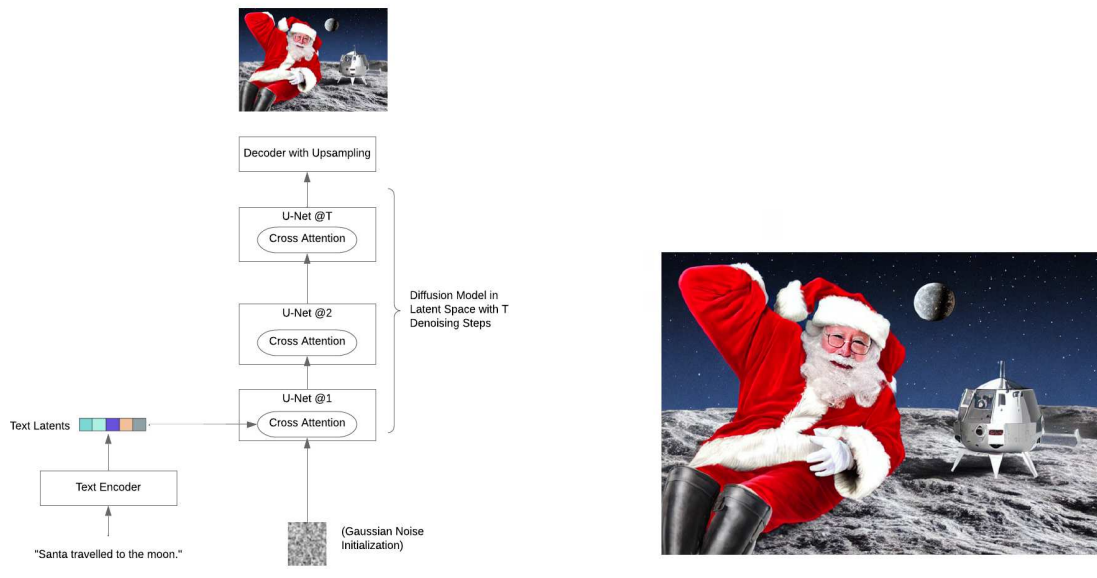 Decoder with Upsampling
U-Net @T
Cross Attention
U-Net @2
Cross Attention
Diffusion Model in
Latent Space with T
Denoising Steps
U-Net @1
Cross Attention
Text Latents
Text Encoder
(Gaussian Noise
Initialization)
"Santa travelled to the moon."